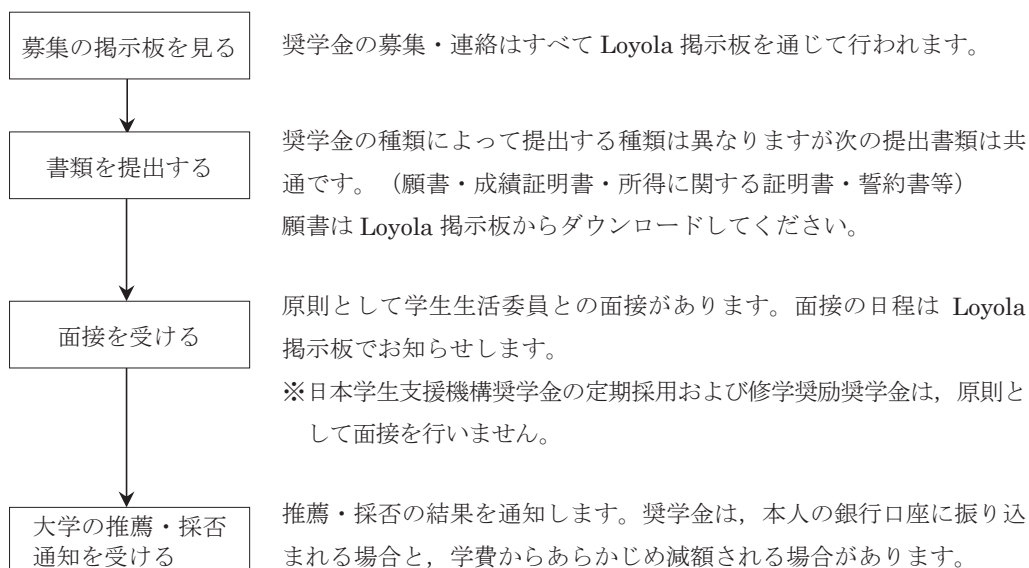 募集の掲示板を見る
奨学金の募集・連絡はすべて Loyola 掲示板を通じて行われます。
書類を提出する
奨学金の種類によって提出する種類は異なりますが次の提出書類は共
通です。（願書・成績証明書・所得に関する証明書・誓約書等）
願書は Loyola 掲示板からダウンロードしてください。
面接を受ける
原則として学生生活委員との面接があります。面接の日程は Loyola
掲示板でお知らせします。
※日本学生支援機構奨学金の定期採用および修学奨励奨学金は，原則と
して面接を行いません。
大学の推薦・採否
通知を受ける
推薦・採否の結果を通知します。奨学金は，本人の銀行口座に振り込
まれる場合と，学費からあらかじめ減額される場合があります。